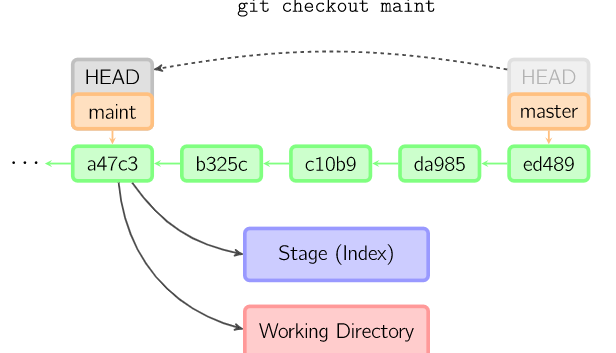 git checkout maint
HEAD HEAD
maint master
... a47c3 b325c c10b9 da985 ed489
Stage (Index)
Working Directory